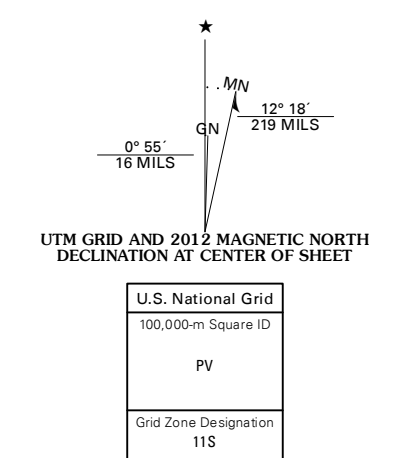 ★
MN
12° 18´
219 MILS
GN
0° 55´
16 MILS
UTM GRID AND 2012 MAGNETIC NORTH
DECLINATION AT CENTER OF SHEET
U.S. National Grid
100,000-m Square ID
PV
Grid Zone Designation
11S